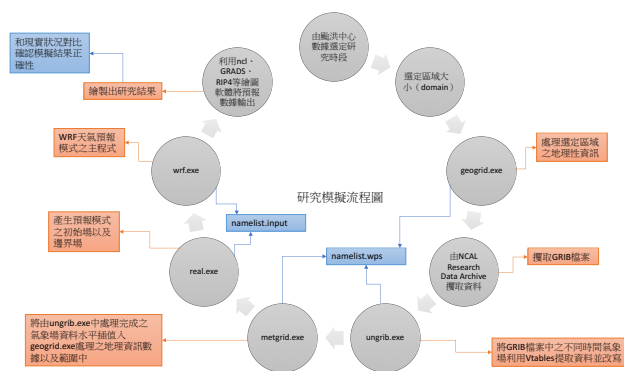 和現實狀況對比
確認模擬結果正
確性
利用ncl、
GRADS、
RIP4等繪圖
軟體將預報
數據輸出
由颱洪中心
數據選定研
究時段
選定區域大
小（domain）
繪製出研究結果
WRF天氣預報
模式之主程式
wrf.exe
geogrid.exe
處理選定區域
之地理性資訊
研究模擬流程圖
namelist.input
產生預報模式
之初始場以及
邊界場
real.exe
namelist.wps
由NCAL
Research
Data Archive
攫取資料
攫取GRIB檔案
將由ungrib.exe中處理完成之
氣象場資料水平插值入
geogrid.exe處理之地理資訊數
據以及範圍中
metgrid.exe
ungrib.exe
將GRIB檔案中之不同時間氣象
場利用Vtables提取資料並改寫